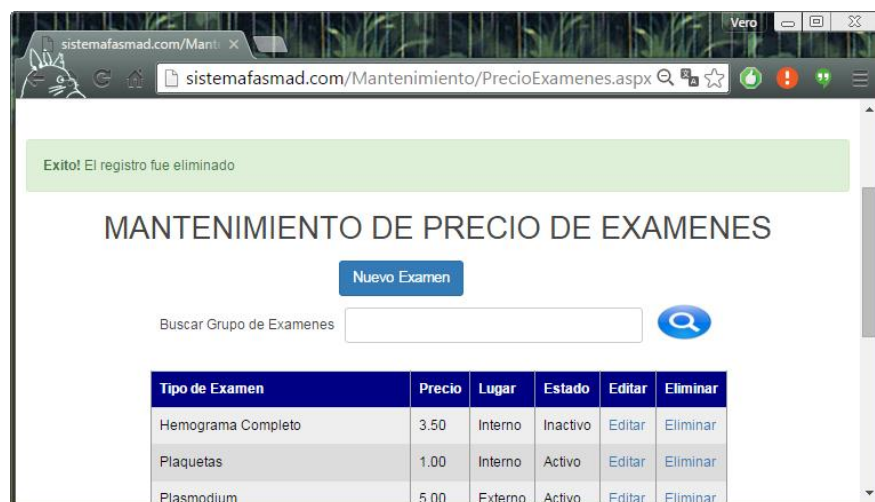 Vero
sistemafasmad.com/Mant
sistemafasmad.com/Mantenimiento/PrecioExamenes.aspx
Exito! El registro fue eliminado
MANTENIMIENTO DE PRECIO DE EXAMENES
Nuevo Examen
Buscar Grupo de Examenes
Tipo de Examen Precio Lugar Estado Editar Eliminar
Hemograma Completo 3.50 Interno Inactivo Editar Eliminar
Plaquetas 1.00 Interno Activo Editar Eliminar
Plasmodium 5.00 Externo Activo Editar Eliminar